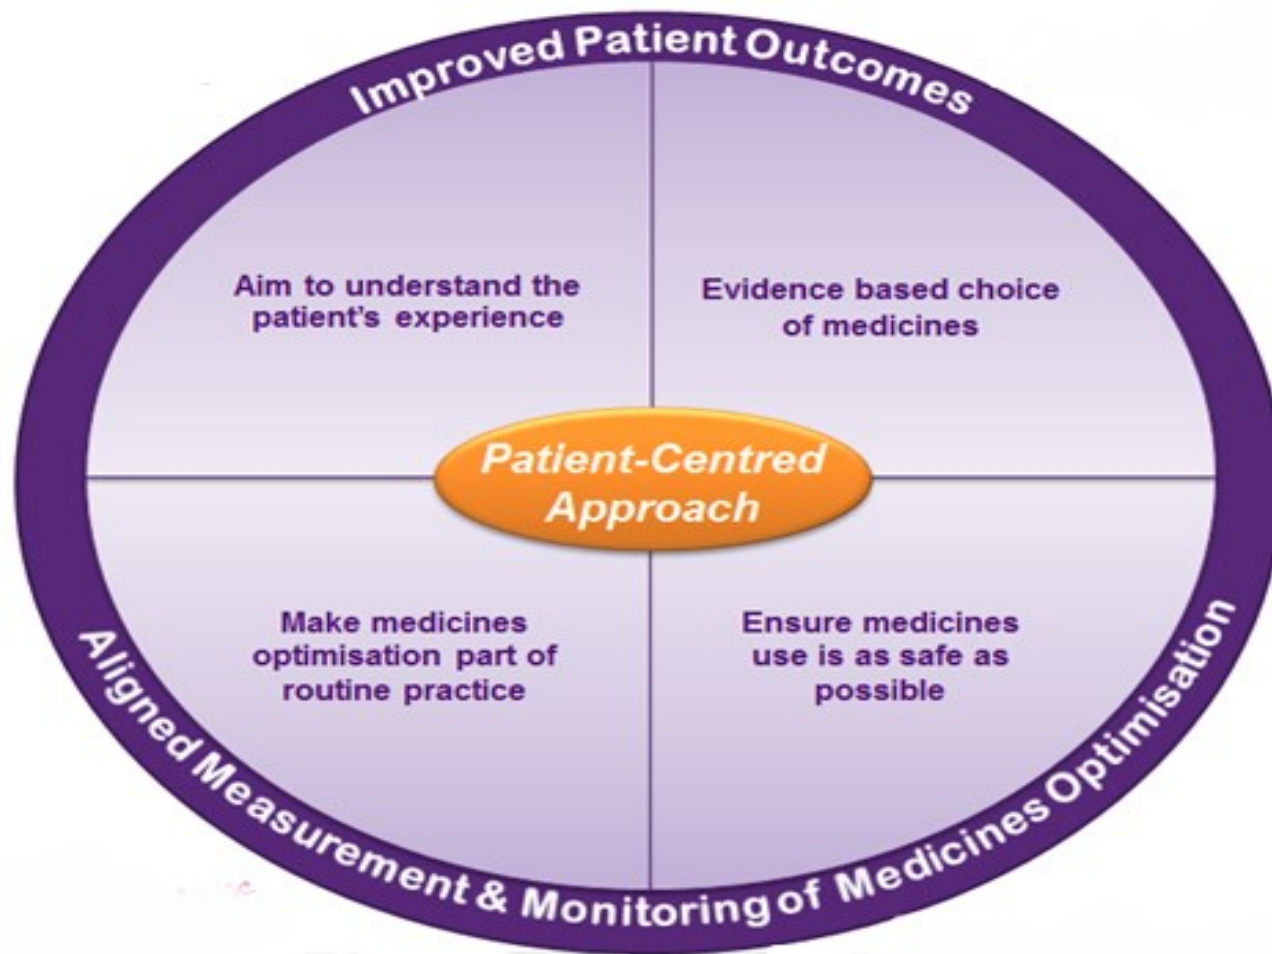 Improved Patient Outcomes
Aim to understand the
patient's experience
Evidence based choice
of medicines
Patient-Centred
Approach
Make medicines
optimisation part of
routine practice
Ensure medicines
use is as safe as
possible
Aligned Measurement & Monitoring of Medicines Optimisation